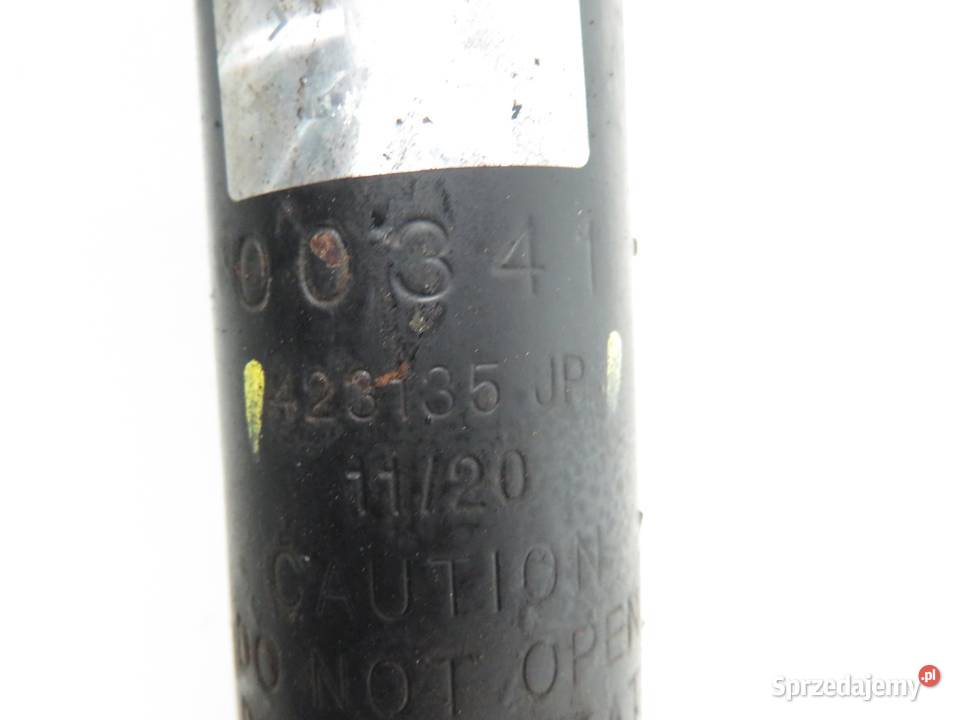 00341
423135 JP
11/20
CAUTION
DO NOT OPEN
Sprzedajemy.pl